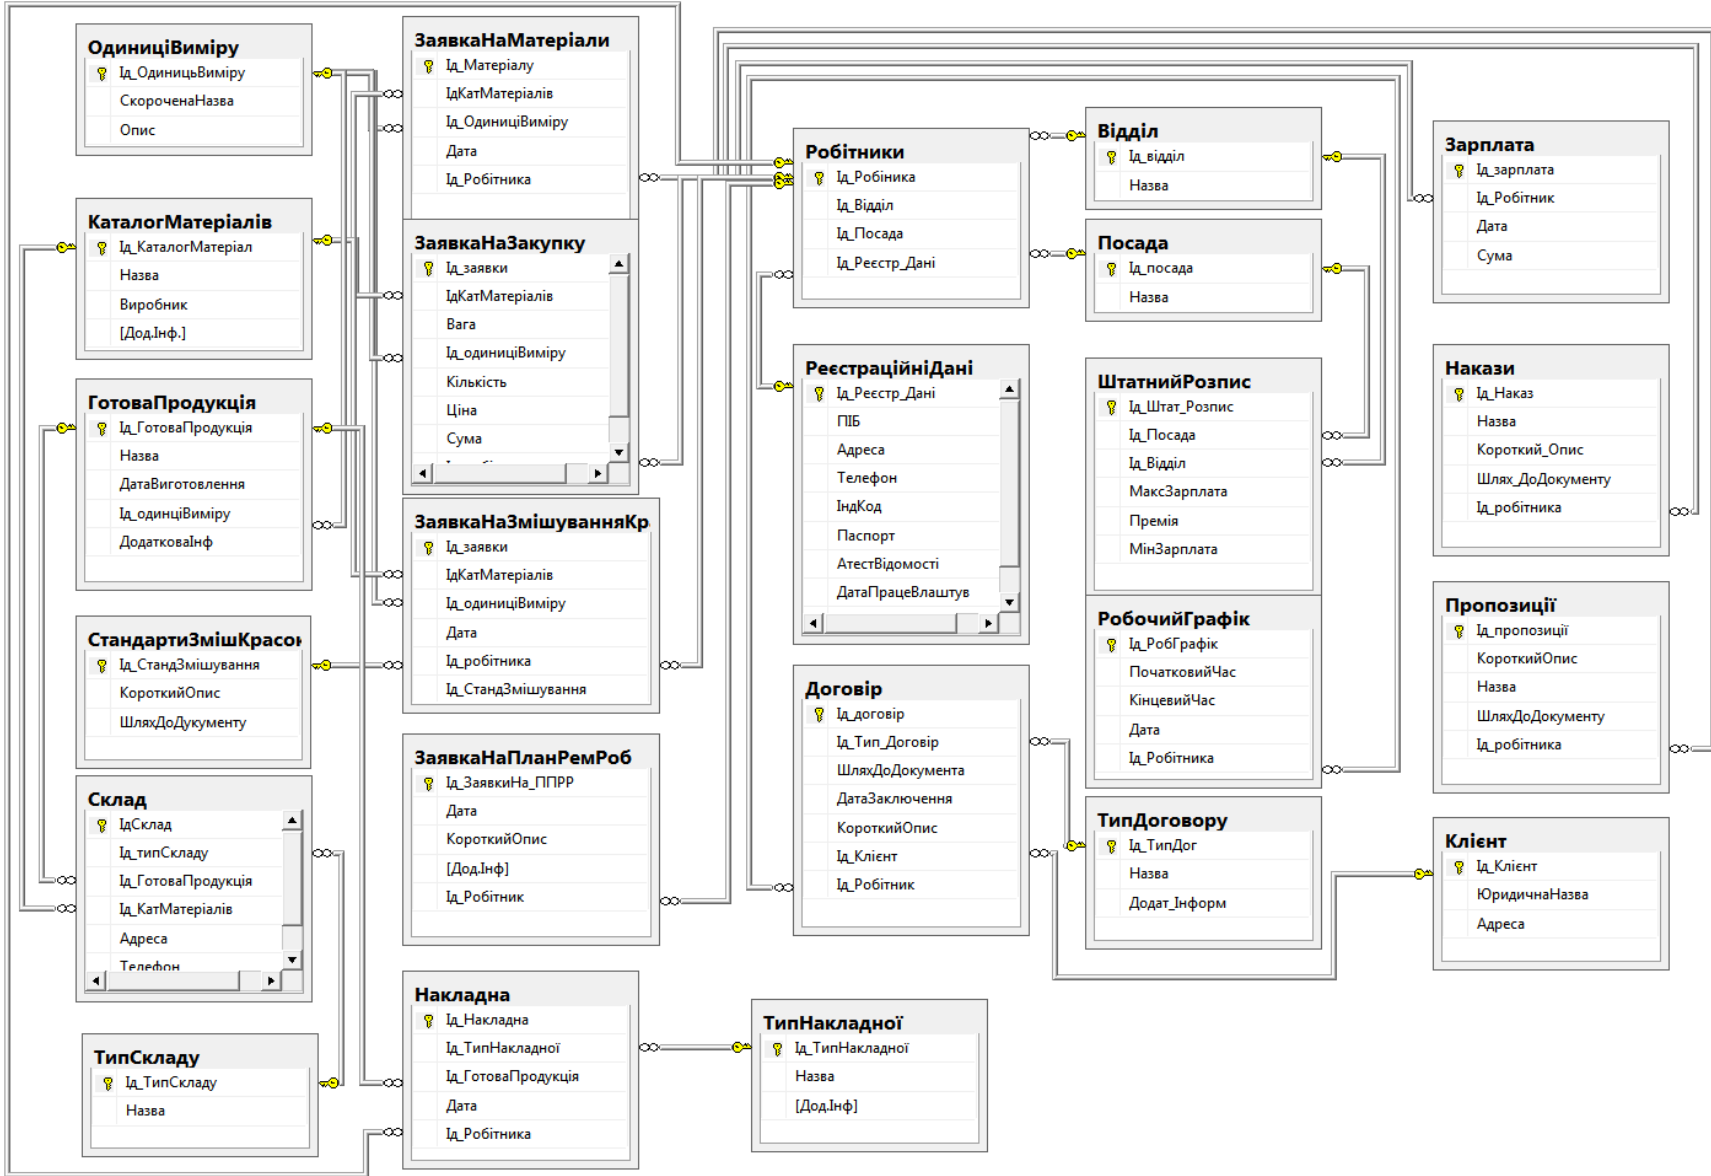 ОдиниціВиміру
Ід_ОдиницьВиміру
СкороченаНазва
Опис
КаталогМатеріалів
Ід_КаталогМатеріал
Назва
Виробник
[Дод.Інф.]
ГотоваПродукція
Ід_ГотоваПродукція
Назва
ДатаВиготовлення
Ід_одинціВиміру
ДодатковаІнф
СтандартиЗмішКрасок
Ід_СтандЗмішування
КороткийОпис
ШляхДоДукументу
Склад
ІдСклад
Ід_типСкладу
Ід_ГотоваПродукція
Ід_КатМатеріалів
Адреса
Телефон
ТипСкладу
Ід_ТипСкладу
Назва
ЗаявкаНаМатеріали
Ід_Матеріалу
ІдКатМатеріалів
Ід_ОдиниціВиміру
Дата
Ід_Робітника
ЗаявкаНаЗакупку
Ід_заявки
ІдКатМатеріалів
Вага
Ід_одиниціВиміру
Кількість
Ціна
Сума
ЗаявкаНаЗмішуванняКр
Ід_заявки
ІдКатМатеріалів
Ід_одиниціВиміру
Дата
Ід_робітника
Ід_СтандЗмішування
ЗаявкаНаПланРемРоб
Ід_ЗаявкиНа_ППРР
Дата
КороткийОпис
[Дод.Інф]
Ід_Робітник
Накладна
Ід_Накладна
Ід_ТипНакладної
Ід_ГотоваПродукція
Дата
Ід_Робітника
ТипНакладної
Ід_ТипНакладної
Назва
[Дод.Інф]
Робітники
Ід_Робіника
Ід_Відділ
Ід_Посада
Ід_Реєстр_Дані
РеєстраційніДані
Ід_Реєстр_Дані
ПІБ
Адреса
Телефон
ІндКод
Паспорт
АтестВідомості
ДатаПрацеВлаштув
Договір
Ід_договір
Ід_Тип_Договір
ШляхДоДокумента
ДатаЗаключення
КороткийОпис
Ід_Клієнт
Ід_Робітник
Відділ
Ід_відділ
Назва
Посада
Ід_посада
Назва
ШтатнийРозпис
Ід_Штат_Розпис
Ід_Посада
Ід_Відділ
МаксЗарплата
Премія
МінЗарплата
РобочийГрафік
Ід_РобГрафік
ПочатковийЧас
КінцевийЧас
Дата
Ід_Робітника
ТипДоговору
Ід_ТипДог
Назва
Додат_Інформ
Зарплата
Ід_зарплата
Ід_Робітник
Дата
Сума
Накази
Ід_Наказ
Назва
Короткий_Опис
Шлях_ДоДокументу
Ід_робітника
Пропозиції
Ід_пропозиції
КороткийОпис
Назва
ШляхДоДокументу
Ід_робітника
Клієнт
Ід_Клієнт
ЮридичнаНазва
Адреса